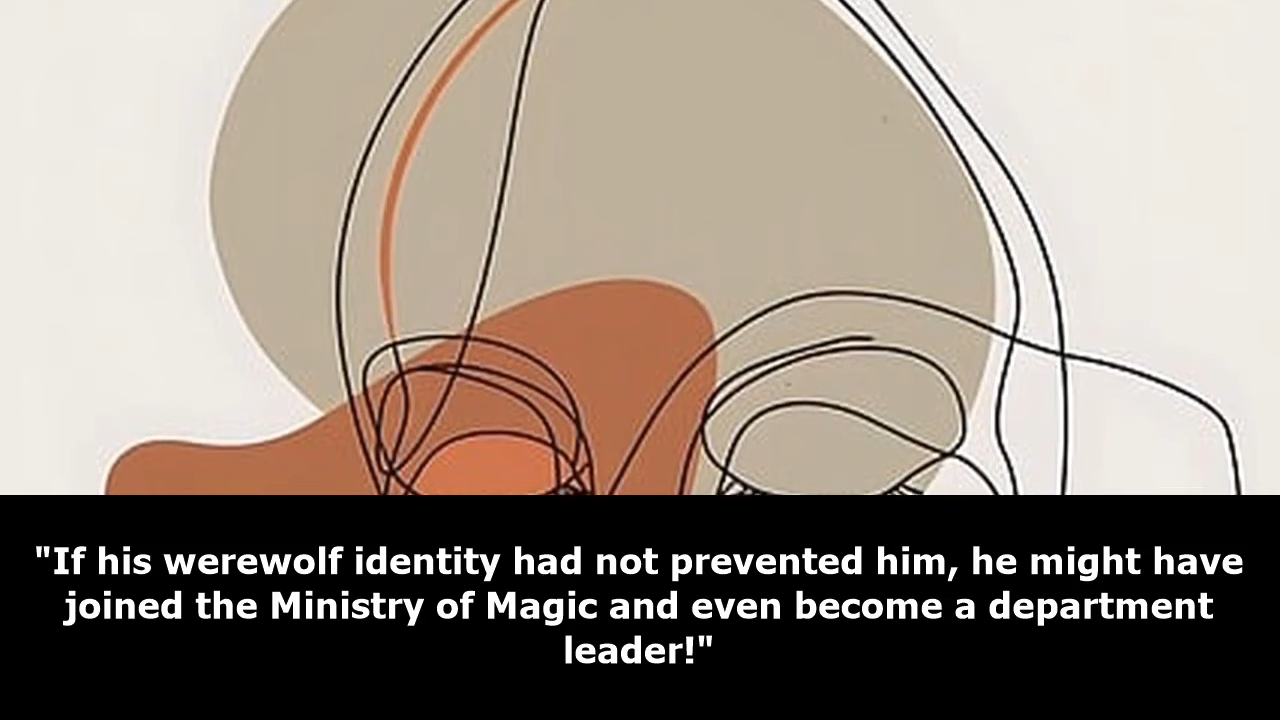 "If his werewolf identity had not prevented him, he might have
joined the Ministry of Magic and even become a department
leader!"